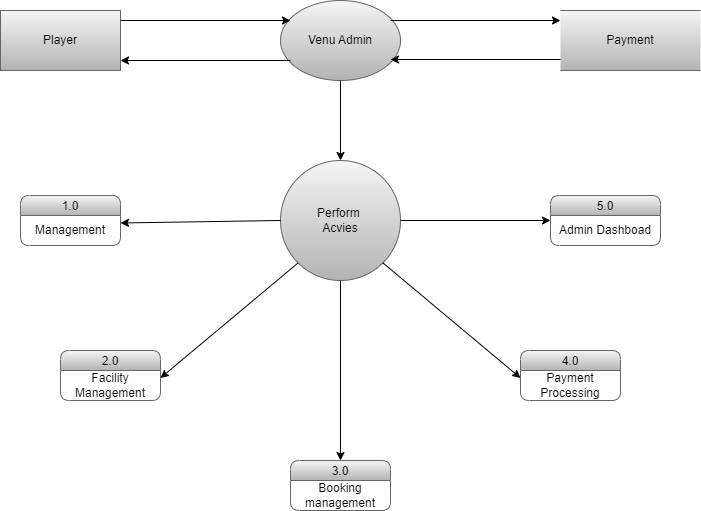 Player
Venu Admin
Payment
Perform
Acvies
1.0
Management
5.0
Admin Dashboad
2.0
Facility
Management
4.0
Payment
Processing
3.0
Booking
management